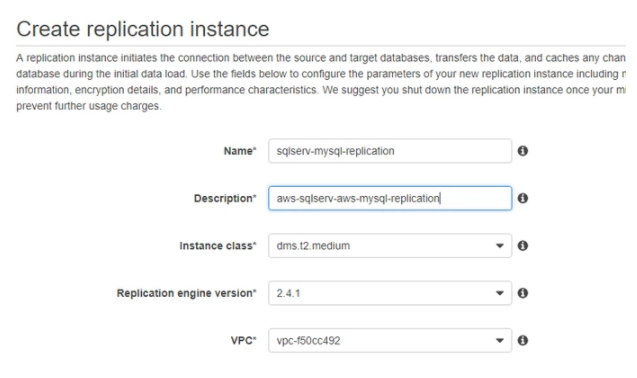 Create replication instance
A replication instance initiates the connection between the source and target databases, transfers the data, and caches any chan
database during the initial data load. Use the fields below to configure the parameters of your new replication instance including
information, encryption details, and performance characteristics. We suggest you shut down the replication instance once your
prevent further usage charges.
Name* sqlserv-mysql-replication
Description* aws-sqlserv-aws-mysql-replication
Instance class* dms.t2.medium
Replication engine version* 2.4.1
VPC* vpc-f50cc492